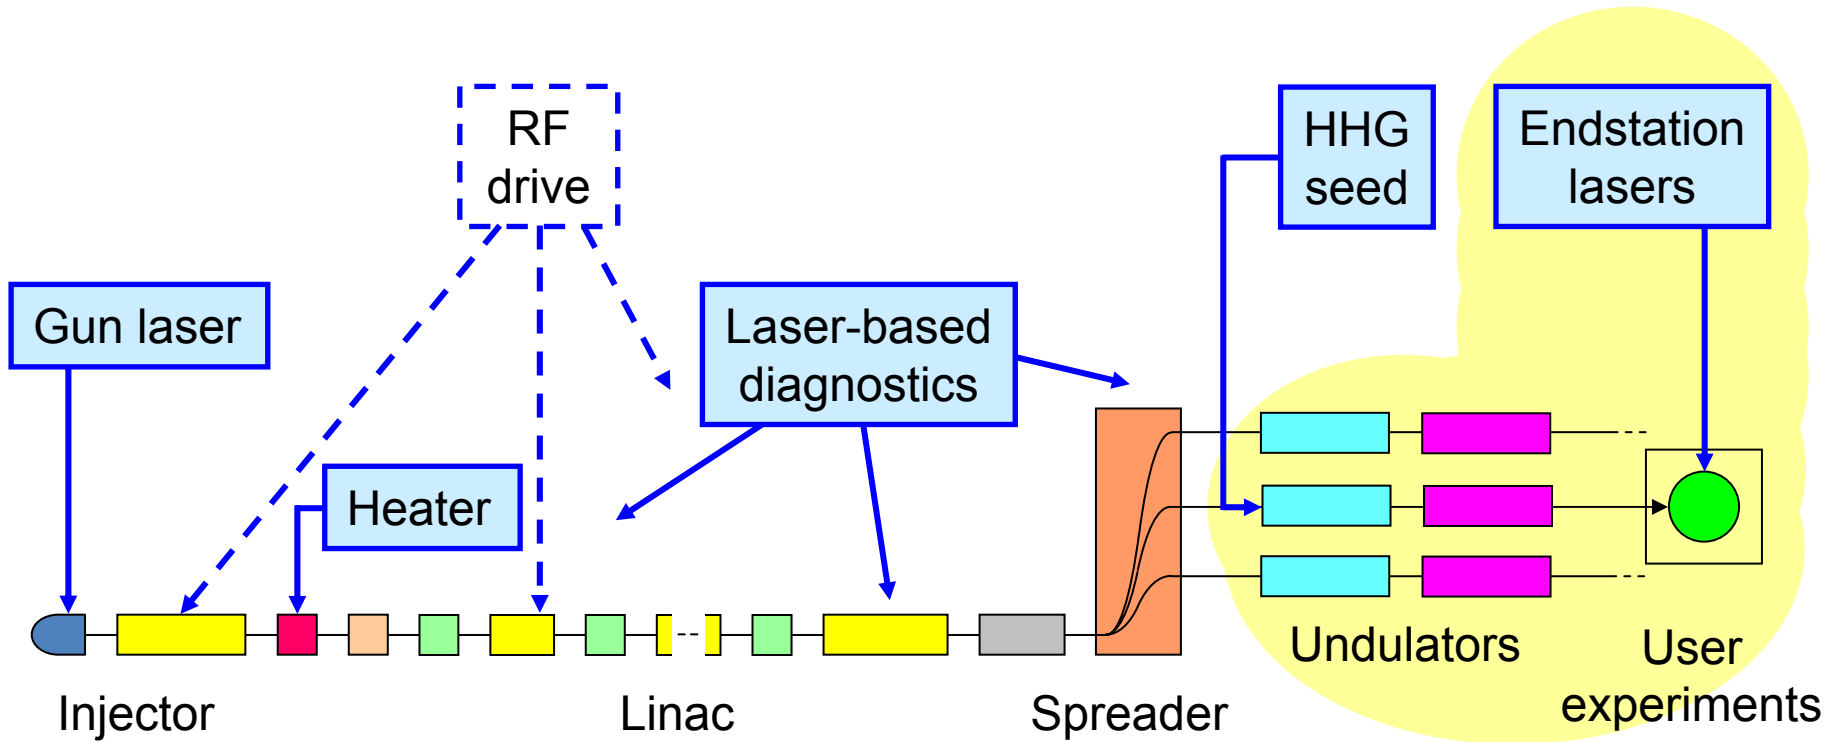 RF
drive
HHG
seed
Endstation
lasers
Gun laser
Laser-based
diagnostics
Heater
Undulators
User
experiments
Injector
Linac
Spreader